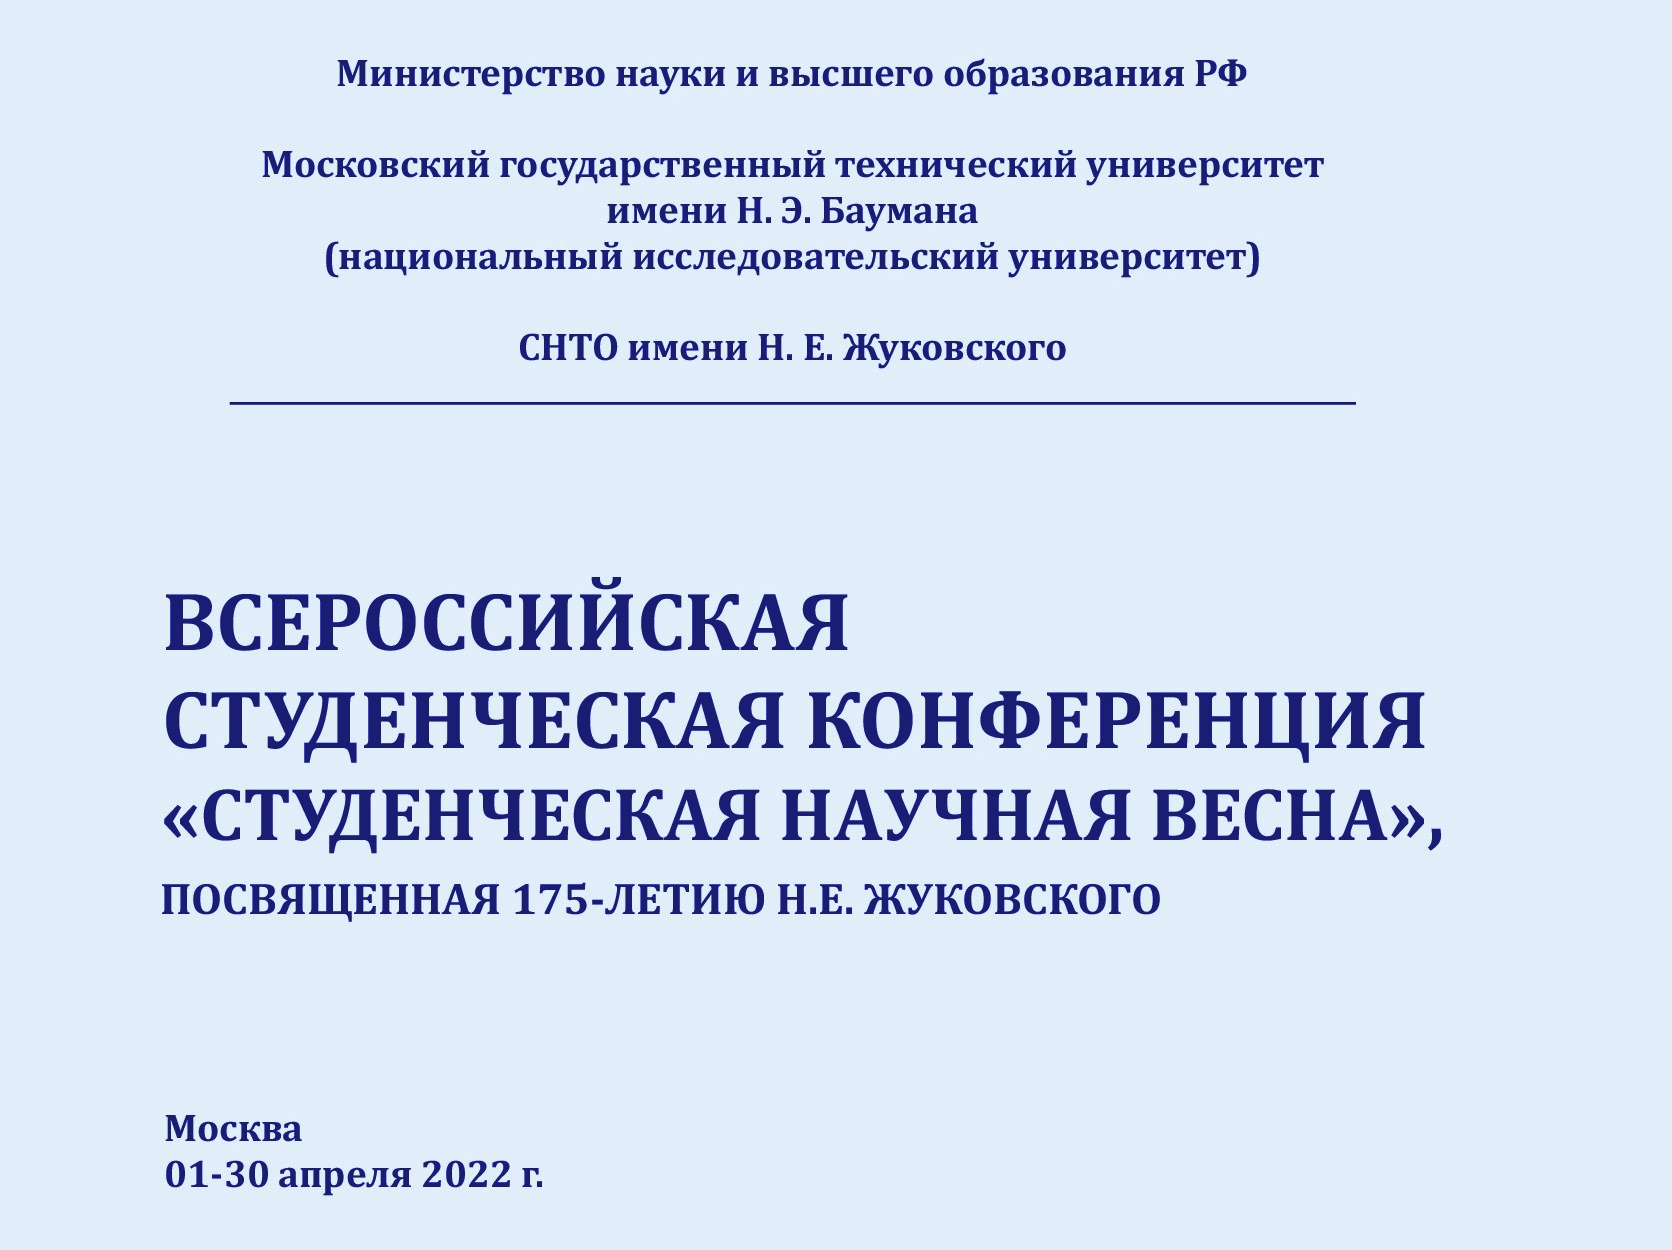 Министерство науки и высшего образования РФ
Московский государственный технический университет
имени Н. Э. Баумана
(национальный исследовательский университет)
СНТО имени Н. Е. Жуковского
ВСЕРОССИЙСКАЯ
СТУДЕНЧЕСКАЯ КОНФЕРЕНЦИЯ
«СТУДЕНЧЕСКАЯ НАУЧНАЯ ВЕСНА»,
ПОСВЯЩЕННАЯ 175-ЛЕТИЮ Н.Е. ЖУКОВСКОГО
Москва
01-30 апреля 2022 г.